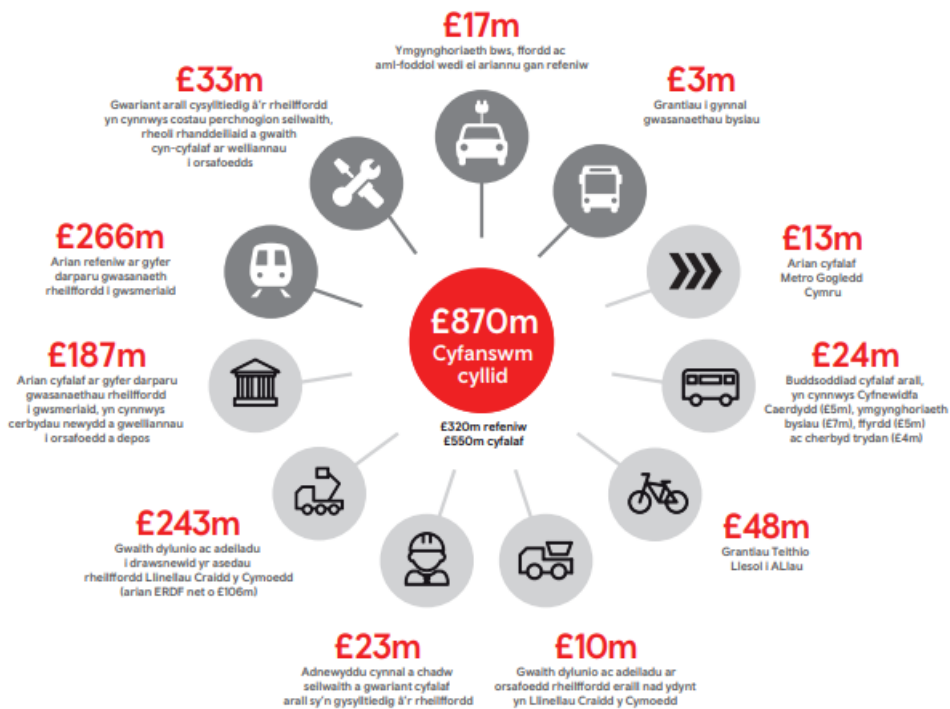 £17m
Ymgynghoriaeth bws, ffordd ac
aml-foddol wedi ei ariannu gan refeniw
£33m
Gwariant arall cysylltiedig â'r rheilffordd
yn cynnwys costau perchnogion seilwaith,
rheoli rhanddeiliaid a gwaith
cyn-cyfalaf ar welliannau
i orsafoedds
£3m
Grantiau i gynnal
gwasanaethau bysiau
£266m
Arian refeniw ar gyfer
darparu gwasanaeth
rheilffordd i gwsmeriaid
£13m
Arian cyfalaf
Metro Gogledd
Cymru
£870m
Cyfanswm
cyllid
£320m refeniw
£550m cyfalaf
£187m
Arian cyfalaf ar gyfer darparu
gwasanaethau rheilffordd
i gwsmeriaid, yn cynnwys
cerbydau newydd a gwelliannau
i orsafoedd a depos
£24m
Buddsoddiad cyfalaf arall,
yn cynnwys Cyfnewidfa
Caerdydd (£5m), ymgynghoriaeth
bysiau (£7m), ffyrdd (£5m)
ac cherbyd trydan (£4m)
£243m
Gwaith dylunio ac adeiladu
i drawsnewid yr asedau
rheilffordd Llinellau Craidd y Cymoedd
(arian ERDF net o £106m)
£48m
Grantiau Teithio
Llesol i ALlau
£23m
Adnewyddu cynnal a chadw
seilwaith a gwariant cyfalaf
arall sy'n gysylltiedig â'r rheilffordd
£10m
Gwaith dylunio ac adeiladu ar
orsafoedd rheilffordd eraill nad ydynt
yn Llinellau Craidd y Cymoedd